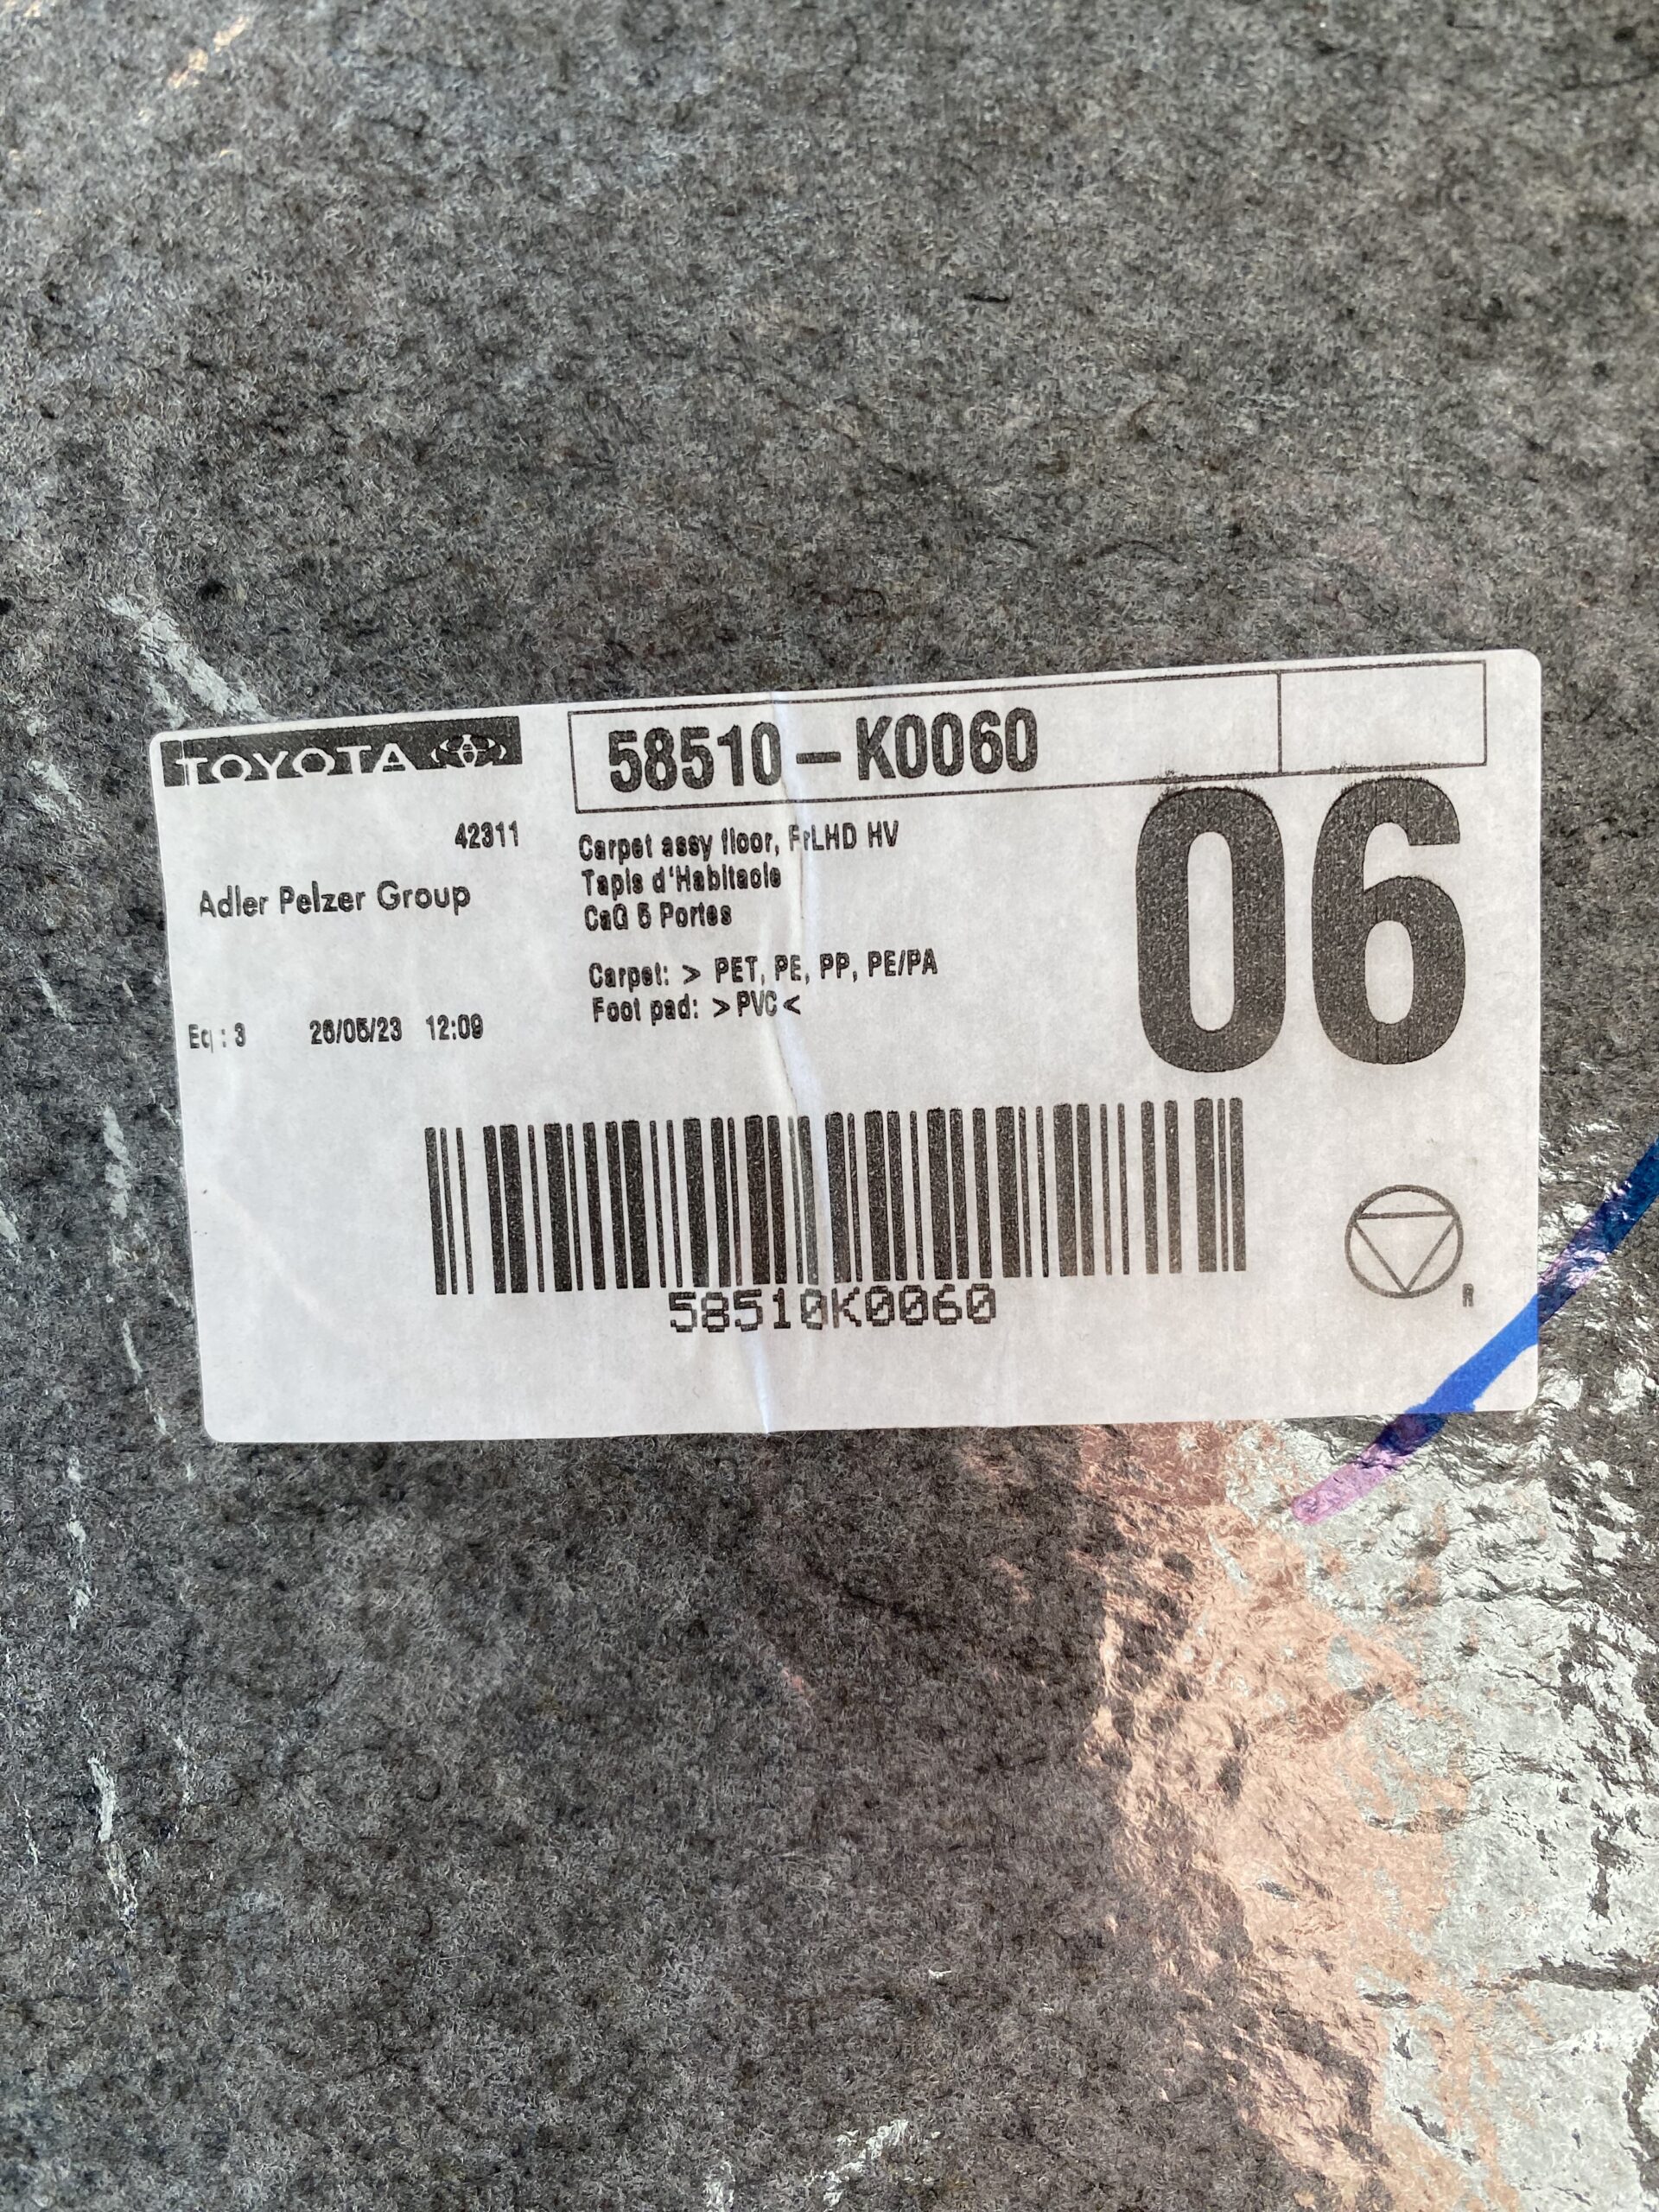 TOYOTA
58510-K0060
42311
Carpet assy floor, FrLHD HV
Tapis d'Habitacle
Adler Pelzer Group
CaQ 5 Portes
06
Carpet: > PET, PE, PP, PE/PA
Foot pad: >PVC<
Eq : 3 26/05/23 12:09
58510K0060
R